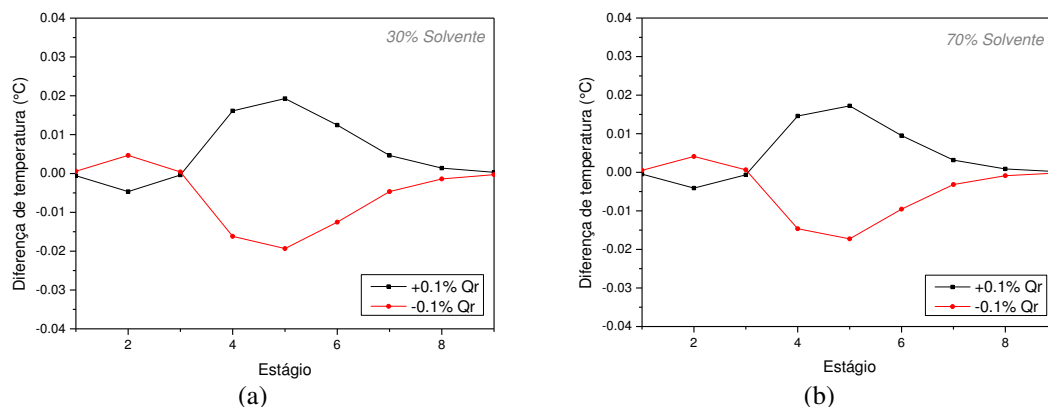 30% Solvente
Diferença de temperatura (°C)
0.04
0.03
0.02
0.01
0.00
-0.01
-0.02
-0.03
-0.04
+0.1% Qr
-0.1% Qr
2
4
6
8
Estágio
(a)
70% Solvente
Diferença de temperatura (°C)
0.04
0.03
0.02
0.01
0.00
-0.01
-0.02
-0.03
-0.04
+0.1% Qr
-0.1% Qr
2
4
6
8
Estágio
(b)